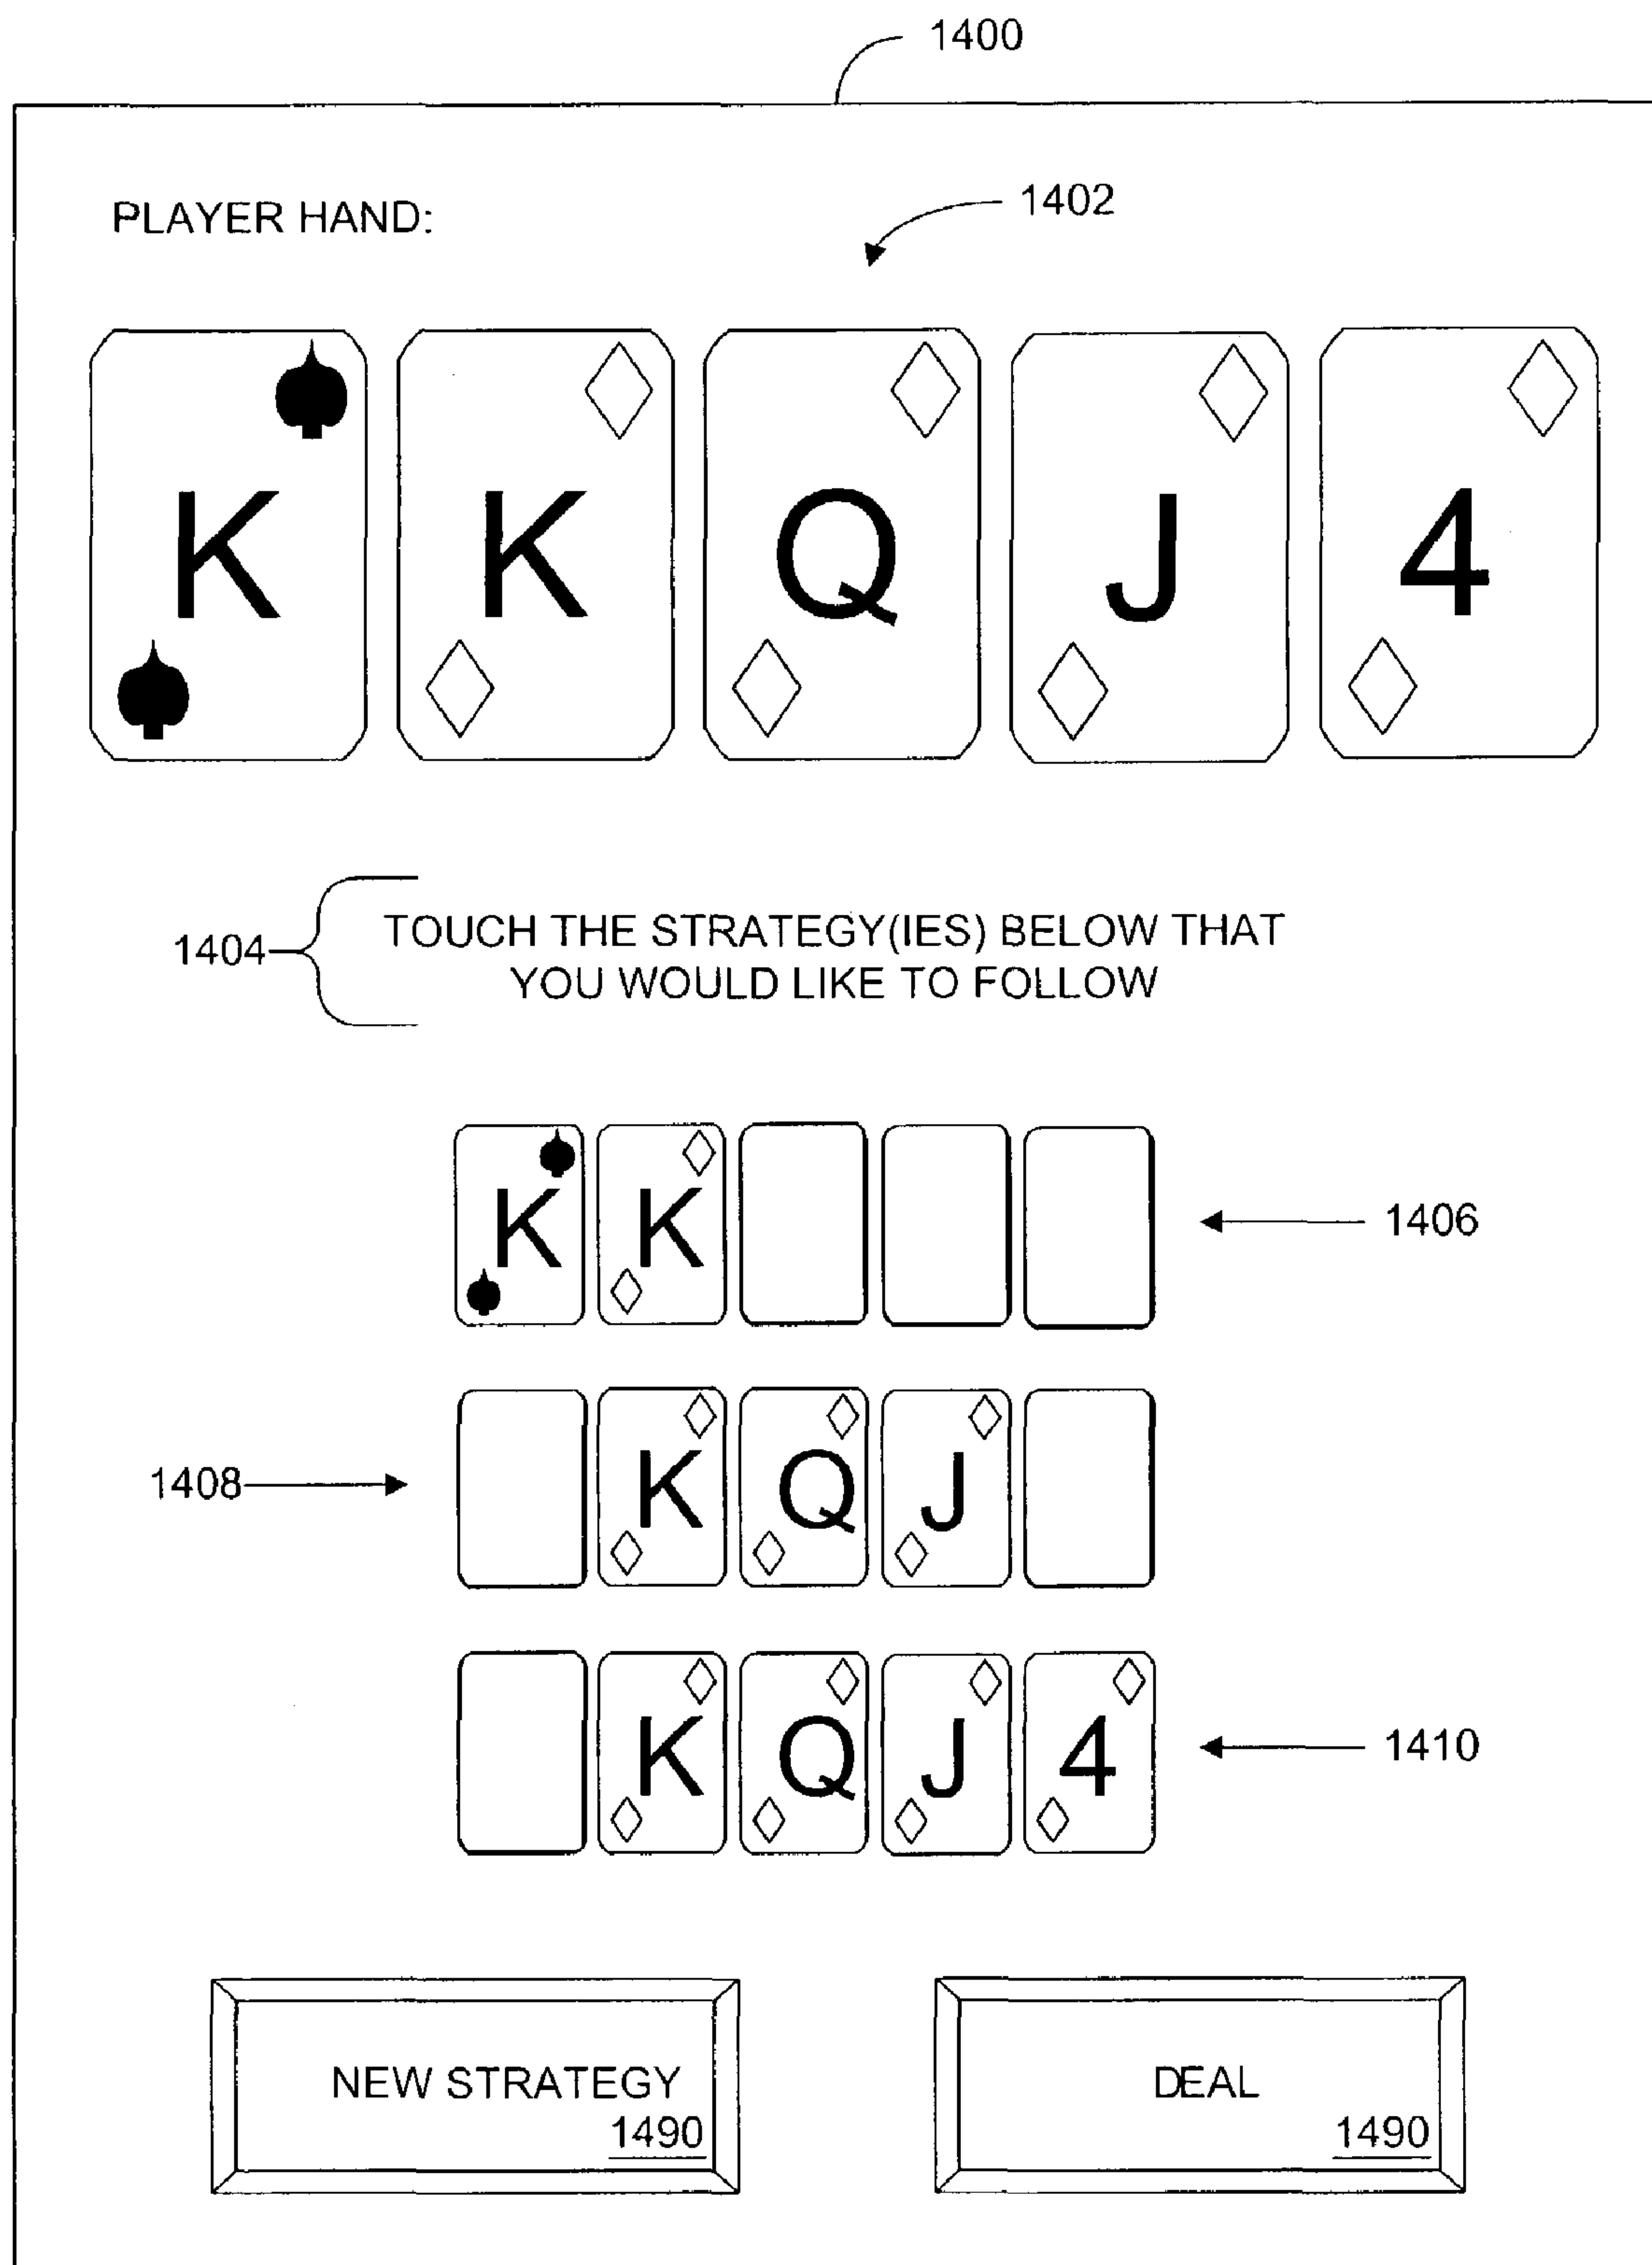 1400
PLAYER HAND:
1402
K K Q J 4
1404
TOUCH THE STRATEGY(IES) BELOW THAT
YOU WOULD LIKE TO FOLLOW
K K
1406
1408
K Q J
K Q J 4
1410
NEW STRATEGY
1490
DEAL
1490